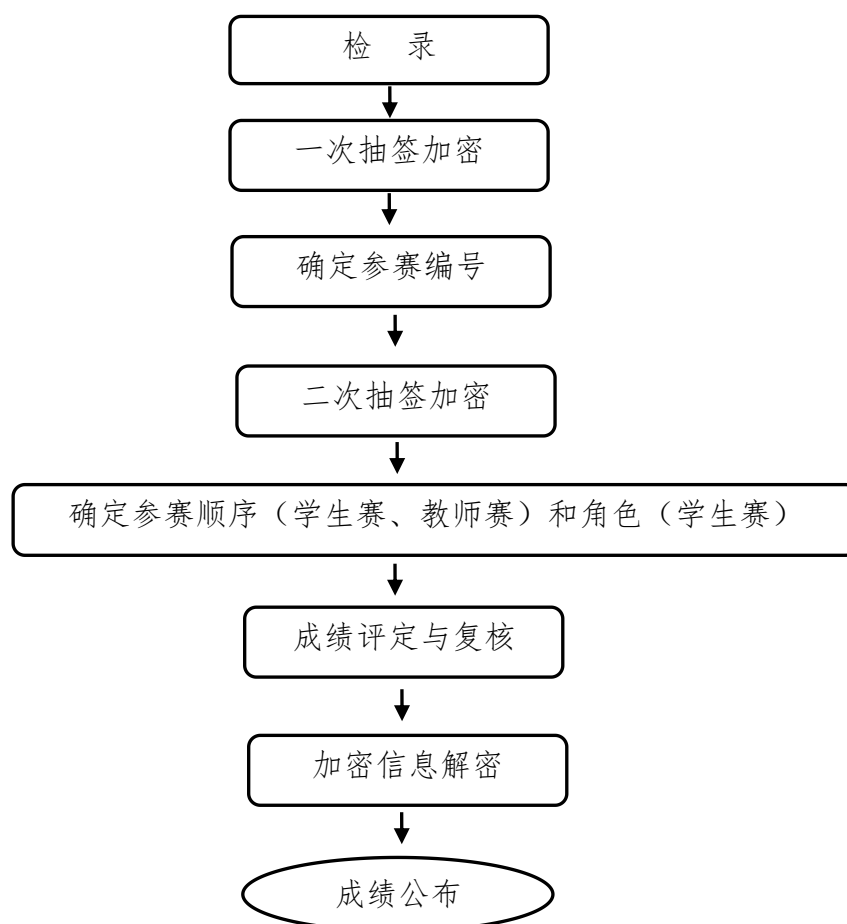 检 录
一次抽签加密
确定参赛编号
二次抽签加密
确定参赛顺序（学生赛、教师赛）和角色（学生赛）
成绩评定与复核
加密信息解密
成绩公布